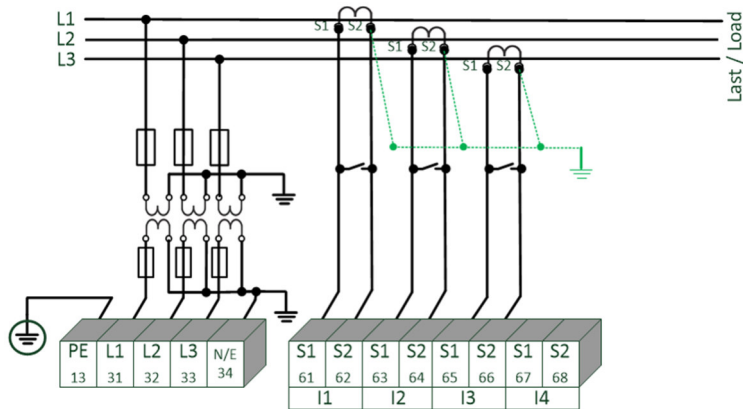 L1
L2
L3
S1 S2
S1 S2
S1 S2
Last / Load
PE L1 L2 L3 N/E
13 31 32 33 34
S1 S2 S1 S2 S1 S2 S1 S2
61 62 63 64 65 66 67 68
I1 I2 I3 I4